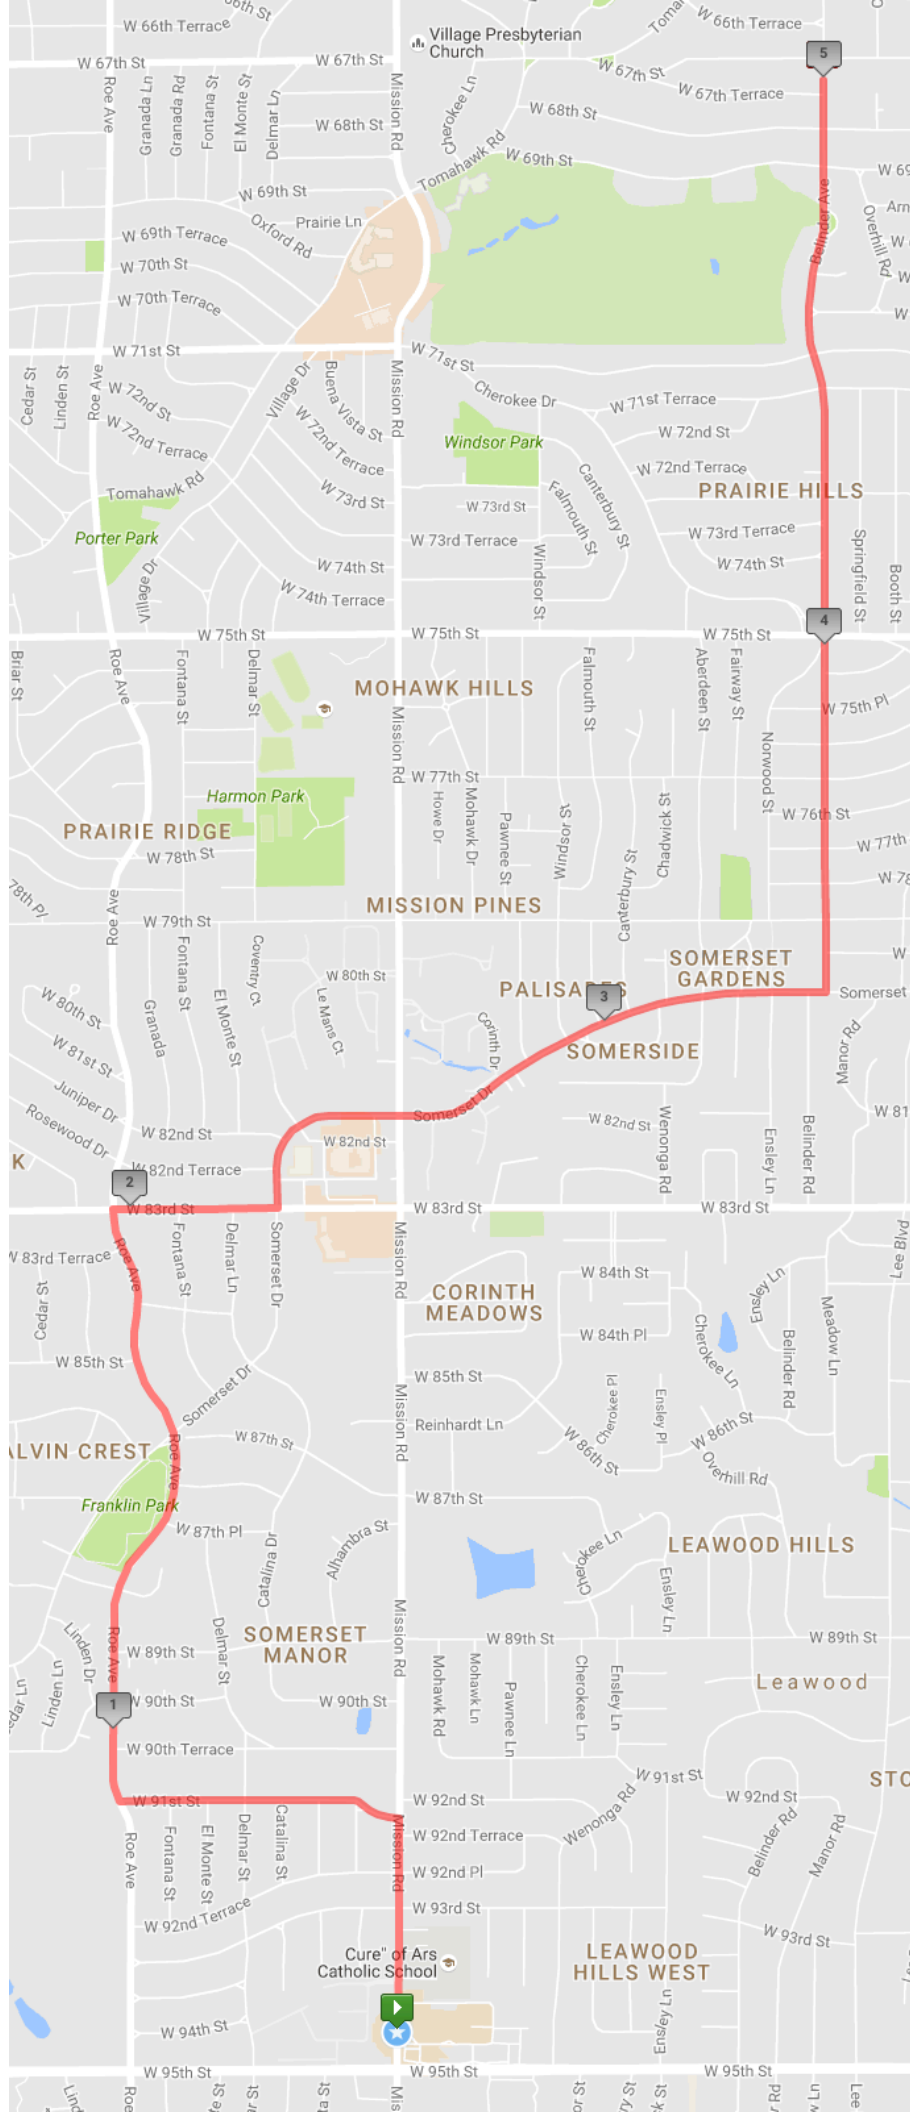 66th St
W 66th Terrace
W 66th St
Village Presbyterian
Church
W 67th St
W 67th St
W 67th St
5
W 67th Terrace
Roe Ave
Granada Ln
Granada Rd
Fontana St
El Monte St
Delmar Ln
Mission Rd
Cherokee Ln
W 68th St
W 68th St
Tomahawk Rd
W 69th St
W 69th St
W 69th Terrace
Oxford Rd
Prairie Ln
Belinder Ave
Overhill Rd
W 70th St
W 70th Terrace
W 71st St
W 71st St
Cedar St
Linden St
Roe Ave
W 72nd St
W 72nd Terrace
Village Dr
Buena Vista St
W 72nd Terrace
Mission Rd
Cherokee Dr
W 71st Terrace
W 72nd St
Windsor Park
W 72nd Terrace
PRAIRIE HILLS
Tomahawk Rd
W 73rd St
W 73rd St
Falmouth St
Canterbury St
Porter Park
W 73rd Terrace
W 73rd Terrace
W 74th St
W 74th St
Village Dr
W 74th Terrace
Windsor St
Springfield St
Booth St
4
W 75th St
W 75th St
W 75th St
Briar St
Roe Ave
Fontana St
Delmar St
MOHAWK HILLS
Falmouth St
Aberdeen St
Fairway St
W 75th Pl
Mission Rd
Norwood St
W 77th St
Harmon Park
Howe Dr
Mohawk Dr
Pawnee St
Windsor St
Canterbury St
Chadwick St
W 76th St
PRAIRIE RIDGE
W 78th St
W 77th
78th Pl
Roe Ave
MISSION PINES
W 79th St
Fontana St
Coventry Ct
W 80th St
PALISADES
SOMERSET
GARDENS
3
Somerset
W 80th St
Granada
El Monte St
Le Mans Ct
Corinth Dr
W 81st St
SOMERSIDE
Manor Rd
Juniper Dr
Rosewood Dr
W 82nd St
W 82nd St
Somerset Dr
W 82nd St
Wenonga Rd
Ensley Ln
Belinder Rd
W 81
K
W 82nd Terrace
2
W 83rd St
W 83rd St
W 83rd St
W 83rd Terrace
Roe Ave
Fontana St
Delmar Ln
Somerset Dr
Mission Rd
Lee Blvd
Cedar St
CORINTH
MEADOWS
W 84th St
Ensley Ln
W 84th Pl
Cherokee Ln
Belinder Rd
Meadow Ln
W 85th St
Somerset Dr
W 85th St
Cherokee Pl
Ensley Pl
Mission Rd
Reinhardt Ln
ALVIN CREST
Roe Ave
W 87th St
W 86th St
W 86th St
Overhill Rd
Franklin Park
W 87th St
W 87th Pl
Catalina Dr
Alhambra St
Cherokee Ln
LEAWOOD HILLS
Ensley Ln
Linden Dr
Roe Ave
W 89th St
Delmar St
SOMERSET
MANOR
Mission Rd
W 89th St
W 89th St
Linden Ln
Mohawk Rd
Mohawk Ln
Pawnee Ln
Cherokee Ln
Ensley Ln
Leawood
1
W 90th St
W 90th St
W 90th Terrace
W 91st St
W 91st St
W 92nd St
W 92nd St
Roe Ave
Fontana St
El Monte St
Delmar St
Catalina St
Mission Rd
W 92nd Terrace
Wenonga Rd
Belinder Rd
Manor Rd
W 92nd Pl
W 92nd Terrace
W 93rd St
W 93rd St
Cure" of Ars
Catholic School
LEAWOOD
HILLS WEST
W 94th St
Ensley Ln
W 95th St
W 95th St
W 95th St